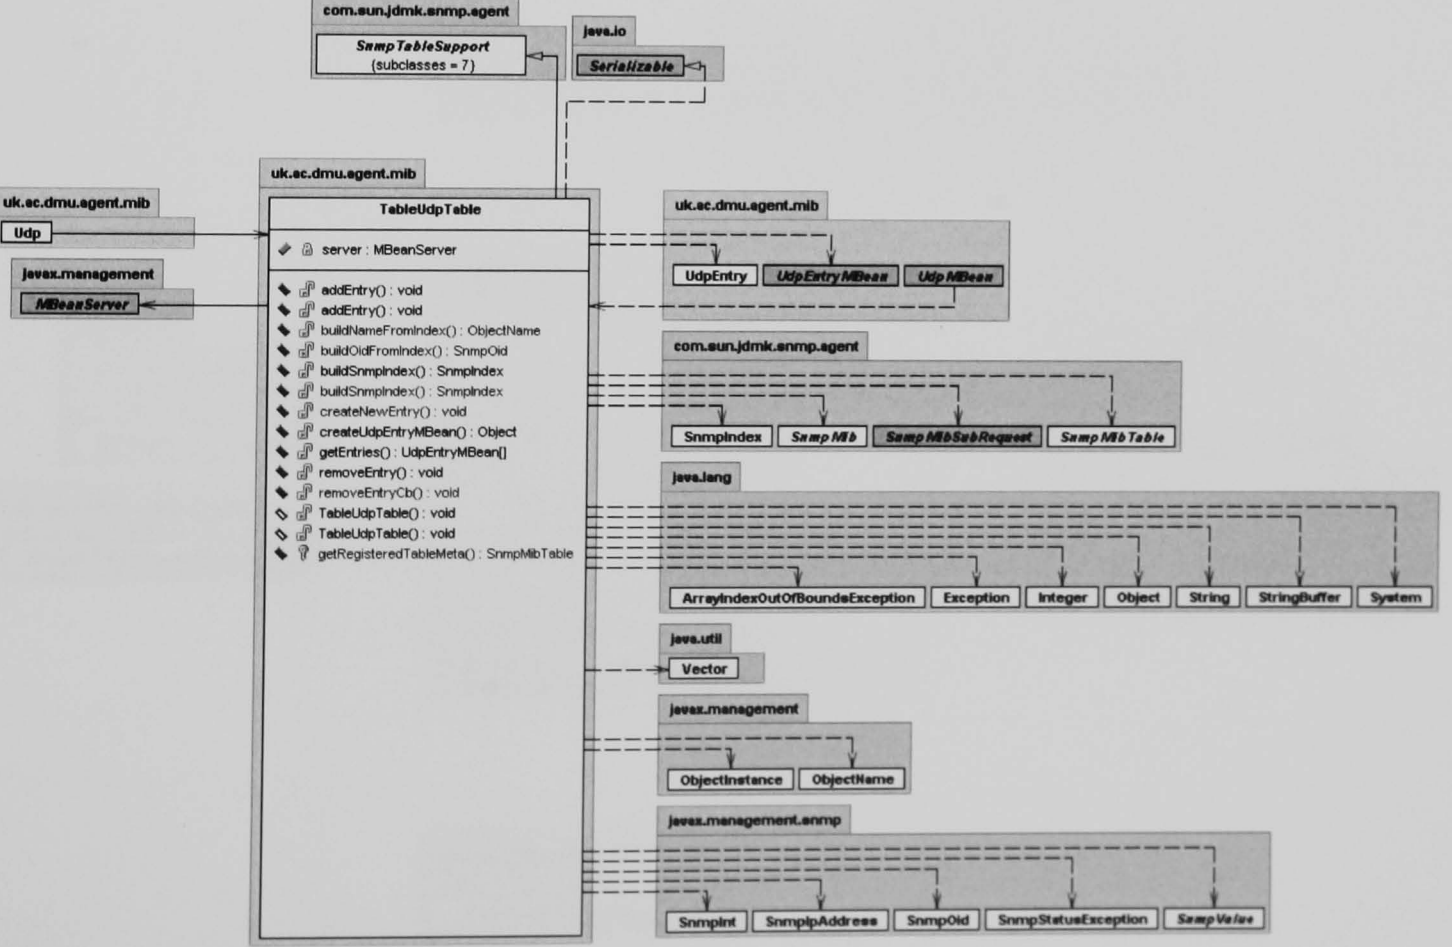 com.sun.jdmk.snmp.agent
SnmpTableSupport
(subclasses = 7)
java.io
Serializable
uk.ac.dmu.agent.mib
Udp
javax.management
MBeanServer
uk.ac.dmu.agent.mib
TableUdpTable
server : MBeanServer
addEntry() : void
addEntry() : void
buildNameFromIndex() : ObjectName
buildOidFromIndex() : SnmpOid
buildSnmpIndex() : SnmpIndex
buildSnmpIndex() : SnmpIndex
createNewEntry() : void
createUdpEntryMBean() : Object
getEntries() : UdpEntryMBean[]
removeEntry() : void
removeEntryCb() : void
TableUdpTable() : void
TableUdpTable() : void
getRegisteredTableMeta() : SnmpMibTable
uk.ac.dmu.agent.mib
UdpEntry UdpEntryMBean UdpMBean
com.sun.jdmk.snmp.agent
SnmpIndex SnmpMib SnmpMibSubRequest SnmpMibTable
java.lang
ArrayIndexOutOfBoundsException Exception Integer Object String StringBuffer System
java.util
Vector
javax.management
ObjectInstance ObjectName
javax.management.snmp
SnmpInt SnmpIpAddress SnmpOid SnmpStatusException SnmpValue